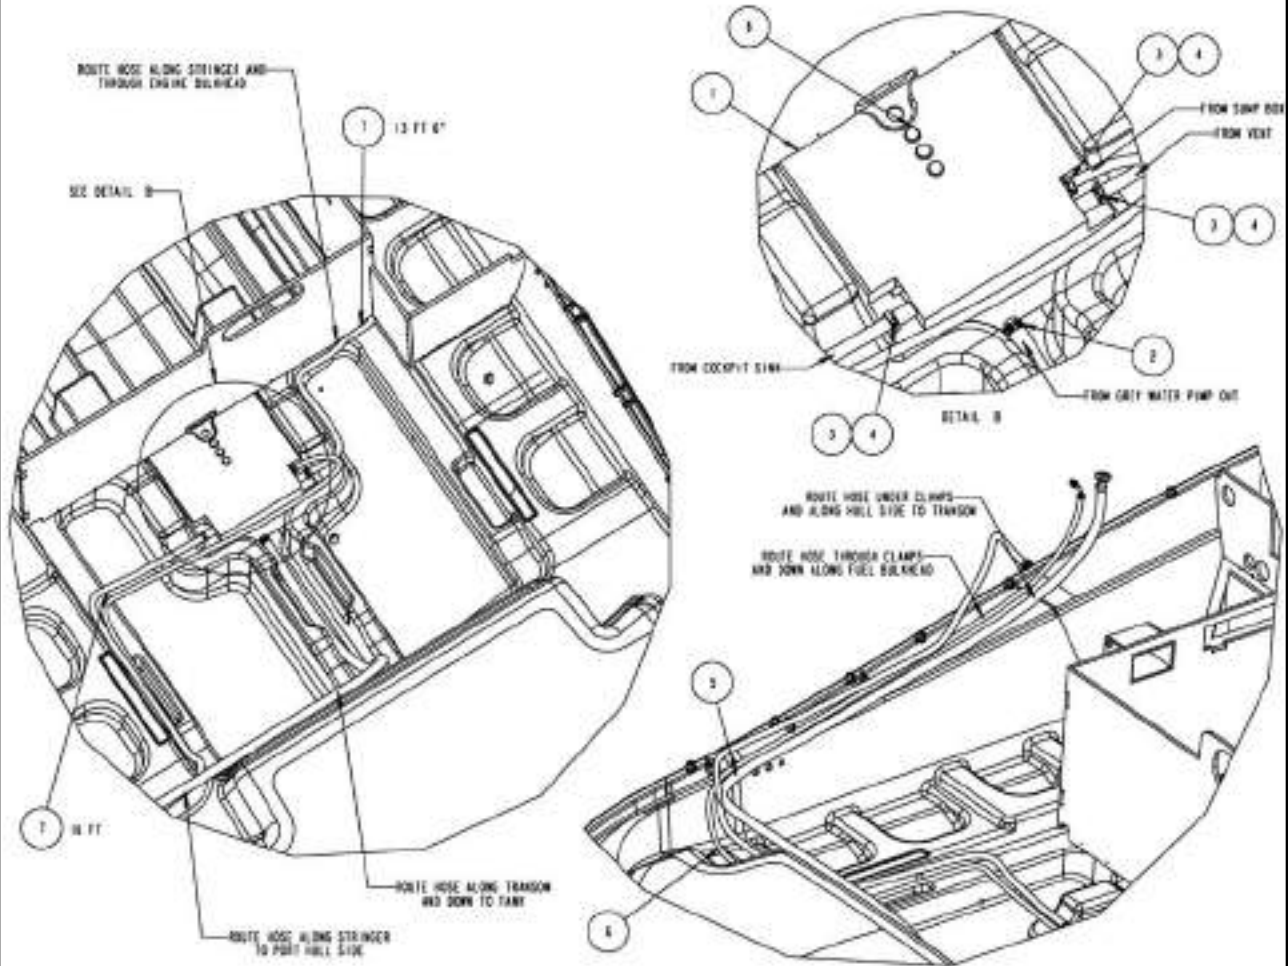 ROUTE HOSE ALONG STRINGER AND
THROUGH ENGINE BULKHEAD
7 13 FT 6"
SEE DETAIL B
7 16 FT
ROUTE HOSE ALONG TRANSOM
AND DOWN TO TANK
ROUTE HOSE ALONG STRINGER
TO PORT HULL SIDE
8
1
3 4
FROM SUMP BOX
FROM VENT
3 4
2
FROM COCKPIT SINK
FROM GREY WATER PUMP OUT
3 4
DETAIL B
ROUTE HOSE UNDER CLAMPS
AND ALONG HULL SIDE TO TRANSOM
ROUTE HOSE THROUGH CLAMPS
AND DOWN ALONG FUEL BULKHEAD
5
6